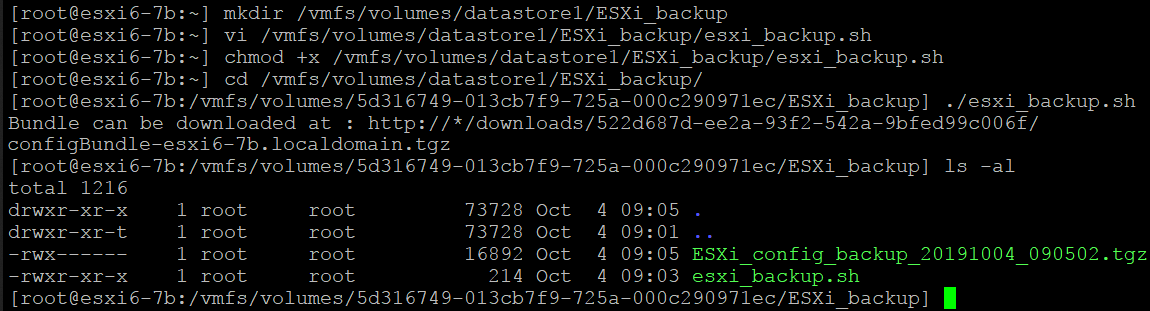 [root@esxi6-7b:~] mkdir /vmfs/volumes/datastore1/ESXi_backup
[root@esxi6-7b:~] vi /vmfs/volumes/datastore1/ESXi_backup/esxi_backup.sh
[root@esxi6-7b:~] chmod +x /vmfs/volumes/datastore1/ESXi_backup/esxi_backup.sh
[root@esxi6-7b:~] cd /vmfs/volumes/datastore1/ESXi_backup/
[root@esxi6-7b:/vmfs/volumes/5d316749-013cb7f9-725a-000c290971ec/ESXi_backup] ./esxi_backup.sh
Bundle can be downloaded at : http://*/downloads/522d687d-ee2a-93f2-542a-9bfed99c006f/
configBundle-esxi6-7b.localdomain.tgz
[root@esxi6-7b:/vmfs/volumes/5d316749-013cb7f9-725a-000c290971ec/ESXi_backup] ls -al
total 1216
drwxr-xr-x    1 root     root         73728 Oct  4 09:05 .
drwxr-xr-t    1 root     root         73728 Oct  4 09:01 ..
-rwx------    1 root     root         16892 Oct  4 09:05 ESXi_config_backup_20191004_090502.tgz
-rwxr-xr-x    1 root     root           214 Oct  4 09:03 esxi_backup.sh
[root@esxi6-7b:/vmfs/volumes/5d316749-013cb7f9-725a-000c290971ec/ESXi_backup]